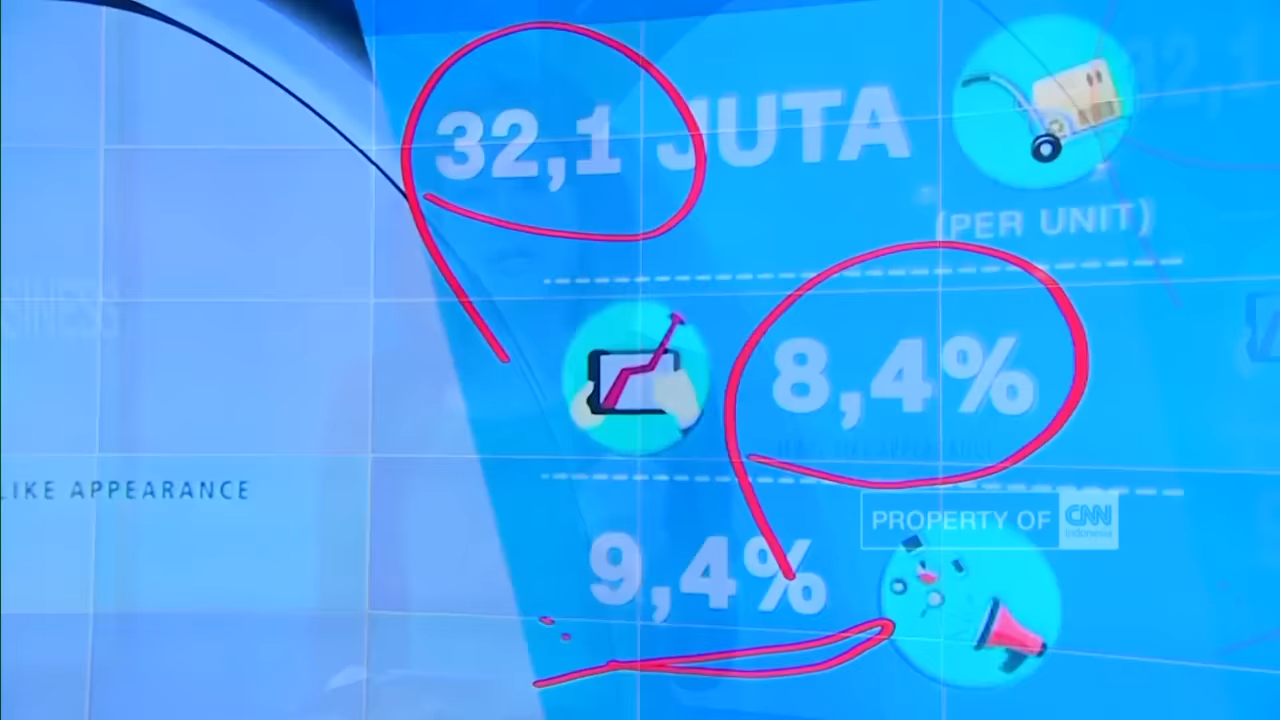 32,1 JUTA
(PER UNIT)
8,4%
LIKE APPEARANCE
PROPERTY OF CNN
Indonesia
9,4%